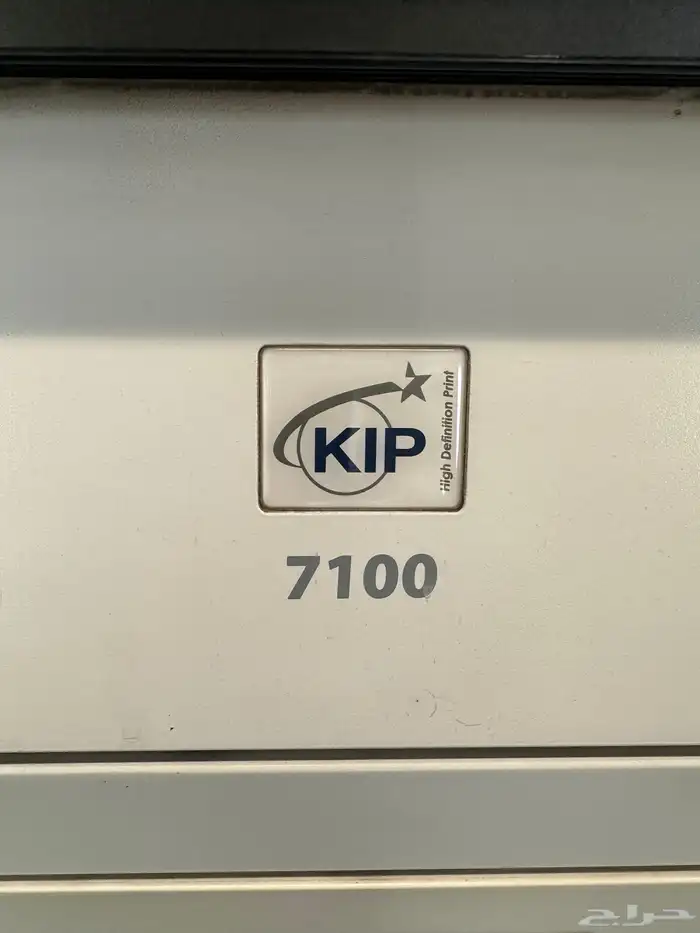 KIP
High Definition Print
7100
حراج